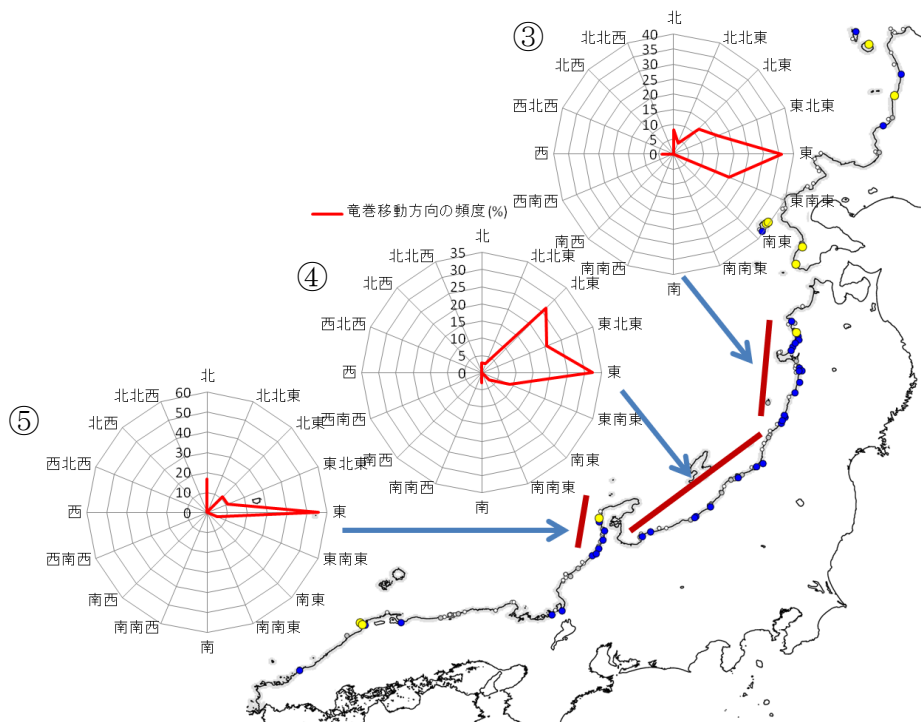 ③
北
北北東
北東
東北東
東
東南東
南東
南南東
南
南南西
南西
西南西
西
西北西
北西
北北西
40
35
30
25
20
15
10
5
0
竜巻移動方向の頻度(%)
④
北
北北東
北東
東北東
東
東南東
南東
南南東
南
南南西
南西
西南西
西
西北西
北西
北北西
35
30
25
20
15
10
5
0
⑤
北
北北東
北東
東北東
東
東南東
南東
南南東
南
南南西
南西
西南西
西
西北西
北西
北北西
60
50
40
30
20
10
0